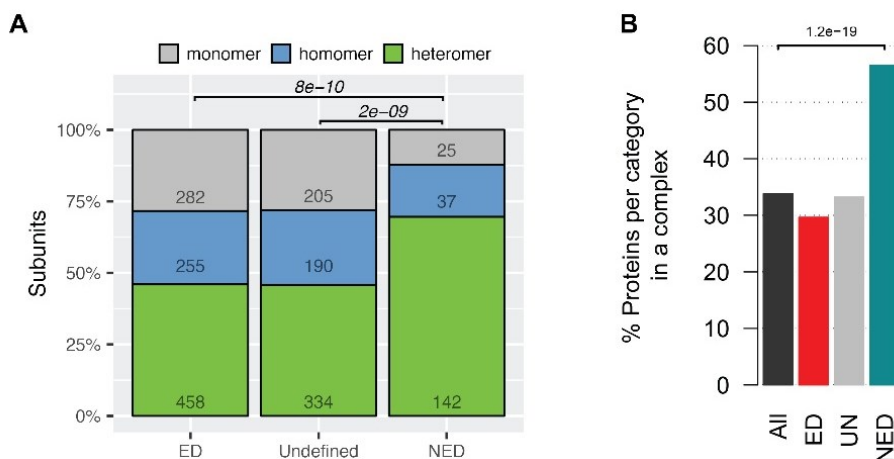 A
monomer homomer heteromer
8e−10
2e−09
100%
75%
50%
25%
0%
Subunits
282 205 25
255 190 37
458 334 142
ED Undefined NED
B
1.2e−19
60
50
40
30
20
10
0
% Proteins per category
in a complex
All ED UN NED